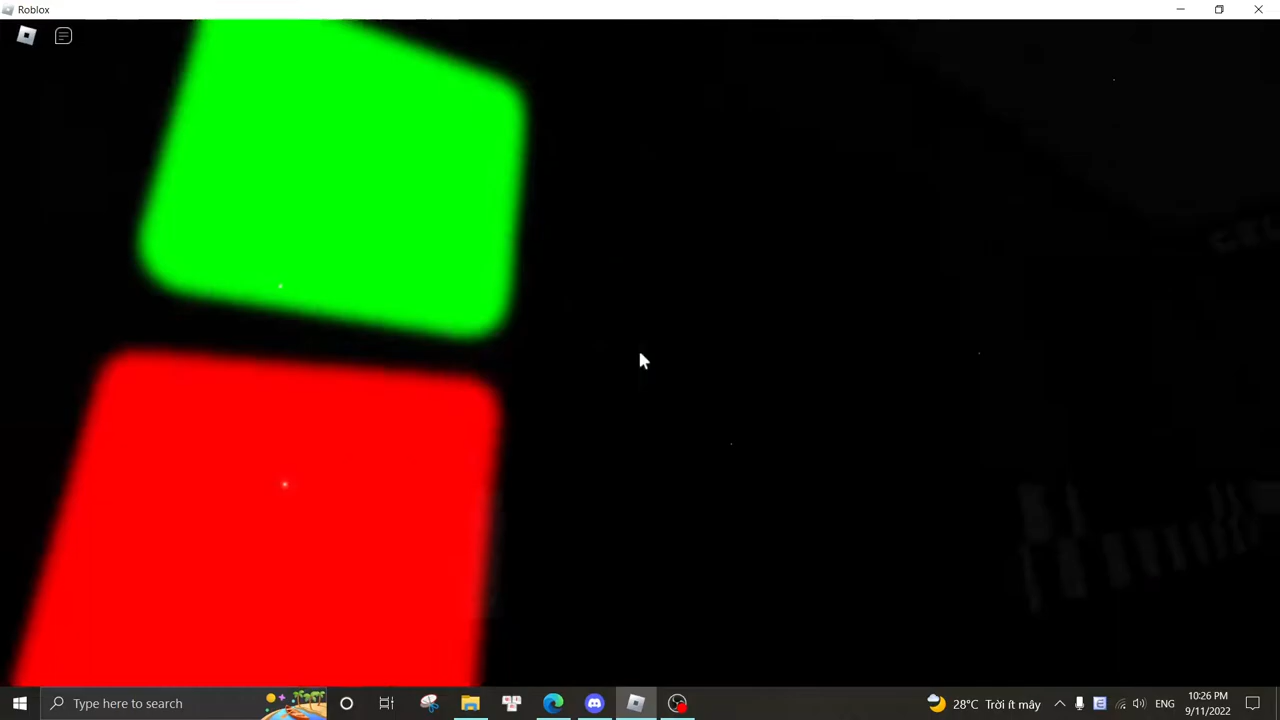 Roblox
Type here to search
28°C Trời ít mây
ENG
10:26 PM
9/11/2022